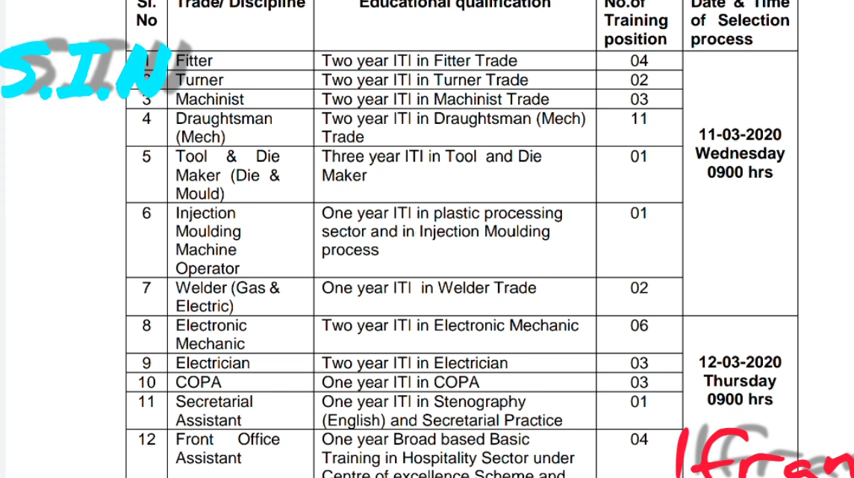 Sl. Trade/ Discipline Educational qualification No.of Date & Time
No Training of Selection
position process
Fitter Two year ITI in Fitter Trade 04
Turner Two year ITI in Turner Trade 02
3 Machinist Two year ITI in Machinist Trade 03
4 Draughtsman Two year ITI in Draughtsman (Mech) 11
(Mech) Trade
11-03-2020
5 Tool & Die Three year ITI in Tool and Die 01 Wednesday
Maker (Die & Maker 0900 hrs
Mould)
6 Injection One year ITI in plastic processing 01
Moulding sector and in Injection Moulding
Machine process
Operator
7 Welder (Gas & One year ITI in Welder Trade 02
Electric)
8 Electronic Two year ITI in Electronic Mechanic 06
Mechanic
9 Electrician Two year ITI in Electrician 03 12-03-2020
10 COPA One year ITI in COPA 03 Thursday
11 Secretarial One year ITI in Stenography 01 0900 hrs
Assistant (English) and Secretarial Practice
12 Front Office One year Broad based Basic 04
Assistant Training in Hospitality Sector under
Centre of excellence Scheme and
S.I.N